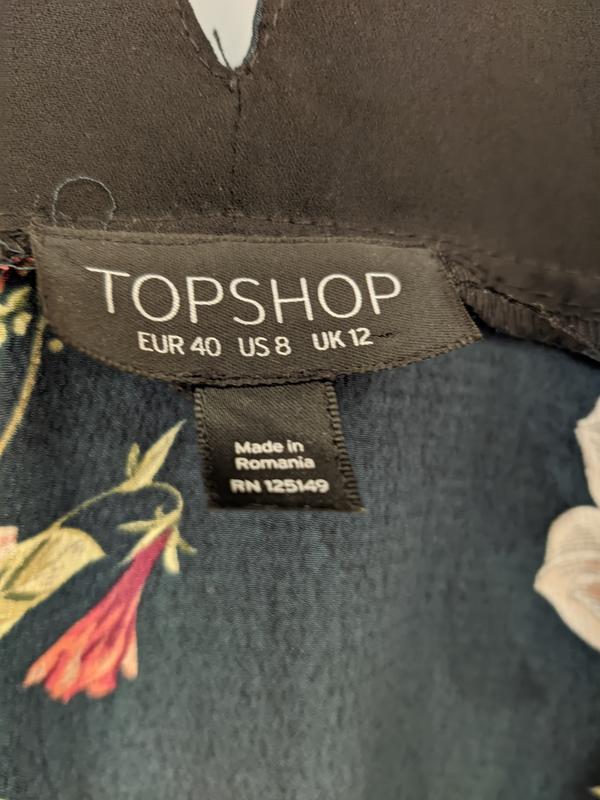 TOPSHOP
EUR 40 US 8 UK 12
Made in
Romania
RN 125149